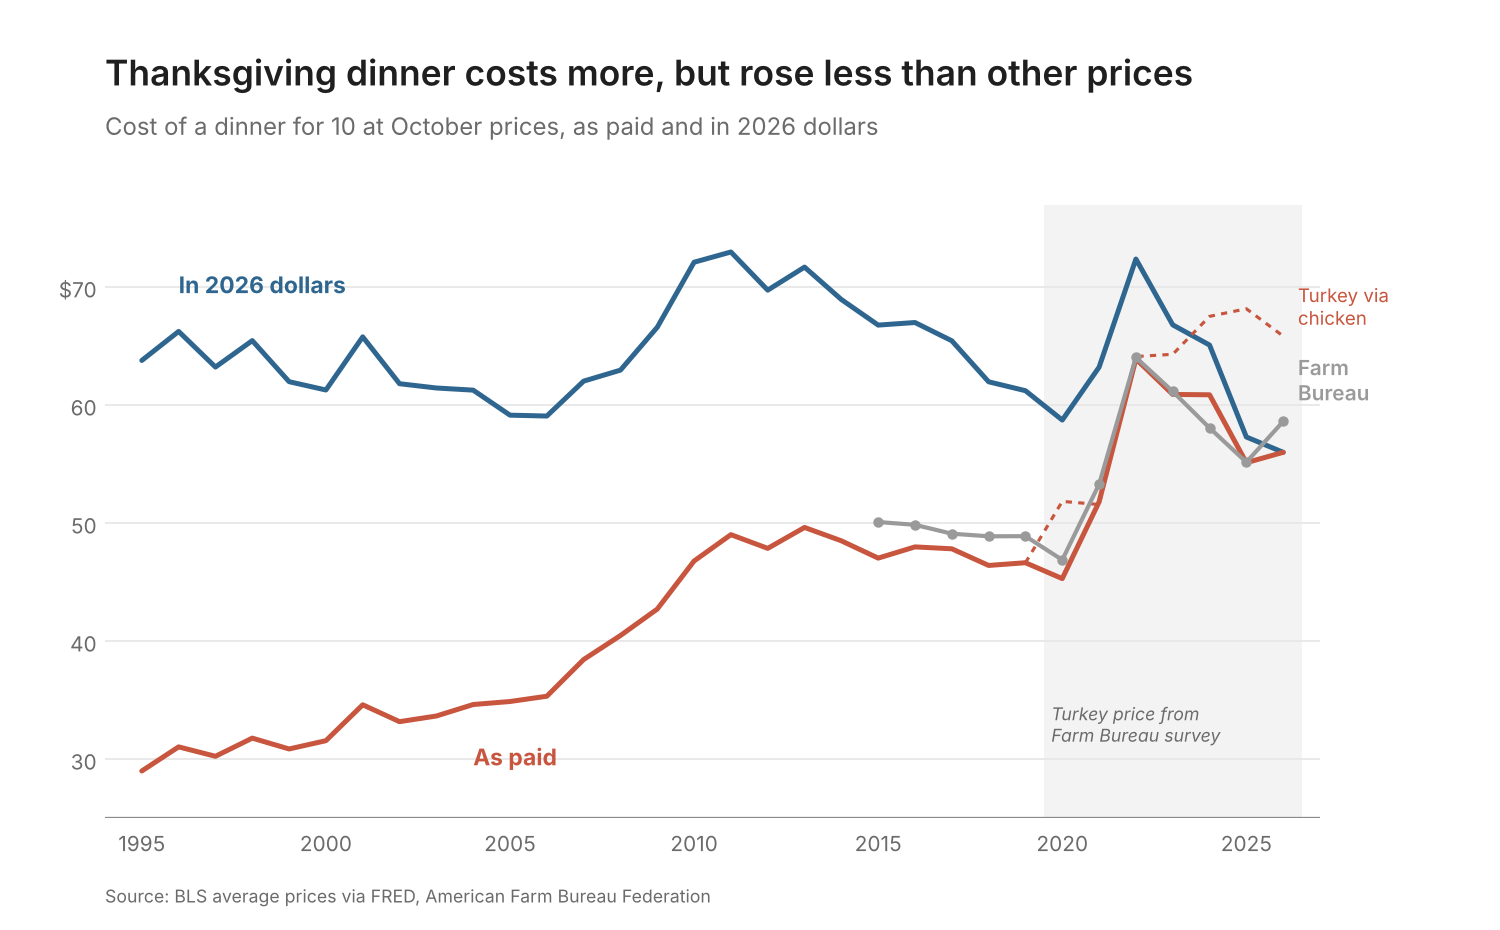 Thanksgiving dinner costs more, but rose less than other prices
Cost of a dinner for 10 at October prices, as paid and in 2026 dollars
$70
60
50
40
30
In 2026 dollars
As paid
Turkey via
chicken
Farm
Bureau
Turkey price from
Farm Bureau survey
1995
2000
2005
2010
2015
2020
2025
Source: BLS average prices via FRED, American Farm Bureau Federation